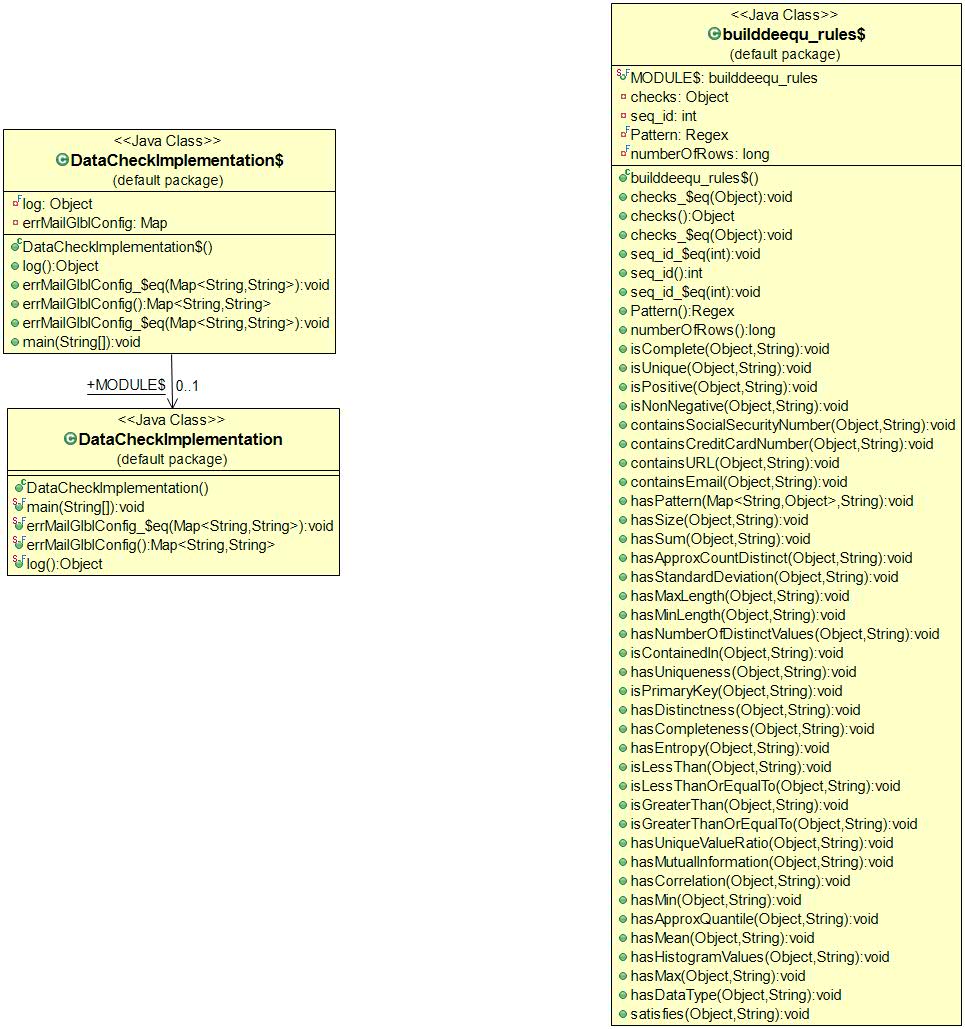 <<Java Class>>
DataCheckImplementation$
(default package)
log: Object
errMailGlblConfig: Map
DataCheckImplementation$()
log():Object
errMailGlblConfig_$eq(Map<String,String>):void
errMailGlblConfig():Map<String,String>
errMailGlblConfig_$eq(Map<String,String>):void
main(String[]):void
+MODULE$ 0..1
<<Java Class>>
DataCheckImplementation
(default package)
DataCheckImplementation()
main(String[]):void
errMailGlblConfig_$eq(Map<String,String>):void
errMailGlblConfig():Map<String,String>
log():Object
<<Java Class>>
builddeequ_rules$
(default package)
MODULE$: builddeequ_rules
checks: Object
seq_id: int
Pattern: Regex
numberOfRows: long
builddeequ_rules$()
checks_$eq(Object):void
checks():Object
checks_$eq(Object):void
seq_id_$eq(int):void
seq_id():int
seq_id_$eq(int):void
Pattern():Regex
numberOfRows():long
isComplete(Object,String):void
isUnique(Object,String):void
isPositive(Object,String):void
isNonNegative(Object,String):void
containsSocialSecurityNumber(Object,String):void
containsCreditCardNumber(Object,String):void
containsURL(Object,String):void
containsEmail(Object,String):void
hasPattern(Map<String,Object>,String):void
hasSize(Object,String):void
hasSum(Object,String):void
hasApproxCountDistinct(Object,String):void
hasStandardDeviation(Object,String):void
hasMaxLength(Object,String):void
hasMinLength(Object,String):void
hasNumberOfDistinctValues(Object,String):void
isContainedIn(Object,String):void
hasUniqueness(Object,String):void
isPrimaryKey(Object,String):void
hasDistinctness(Object,String):void
hasCompleteness(Object,String):void
hasEntropy(Object,String):void
isLessThan(Object,String):void
isLessThanOrEqualTo(Object,String):void
isGreaterThan(Object,String):void
isGreaterThanOrEqualTo(Object,String):void
hasUniqueValueRatio(Object,String):void
hasMutualInformation(Object,String):void
hasCorrelation(Object,String):void
hasMin(Object,String):void
hasApproxQuantile(Object,String):void
hasMean(Object,String):void
hasHistogramValues(Object,String):void
hasMax(Object,String):void
hasDataType(Object,String):void
satisfies(Object,String):void